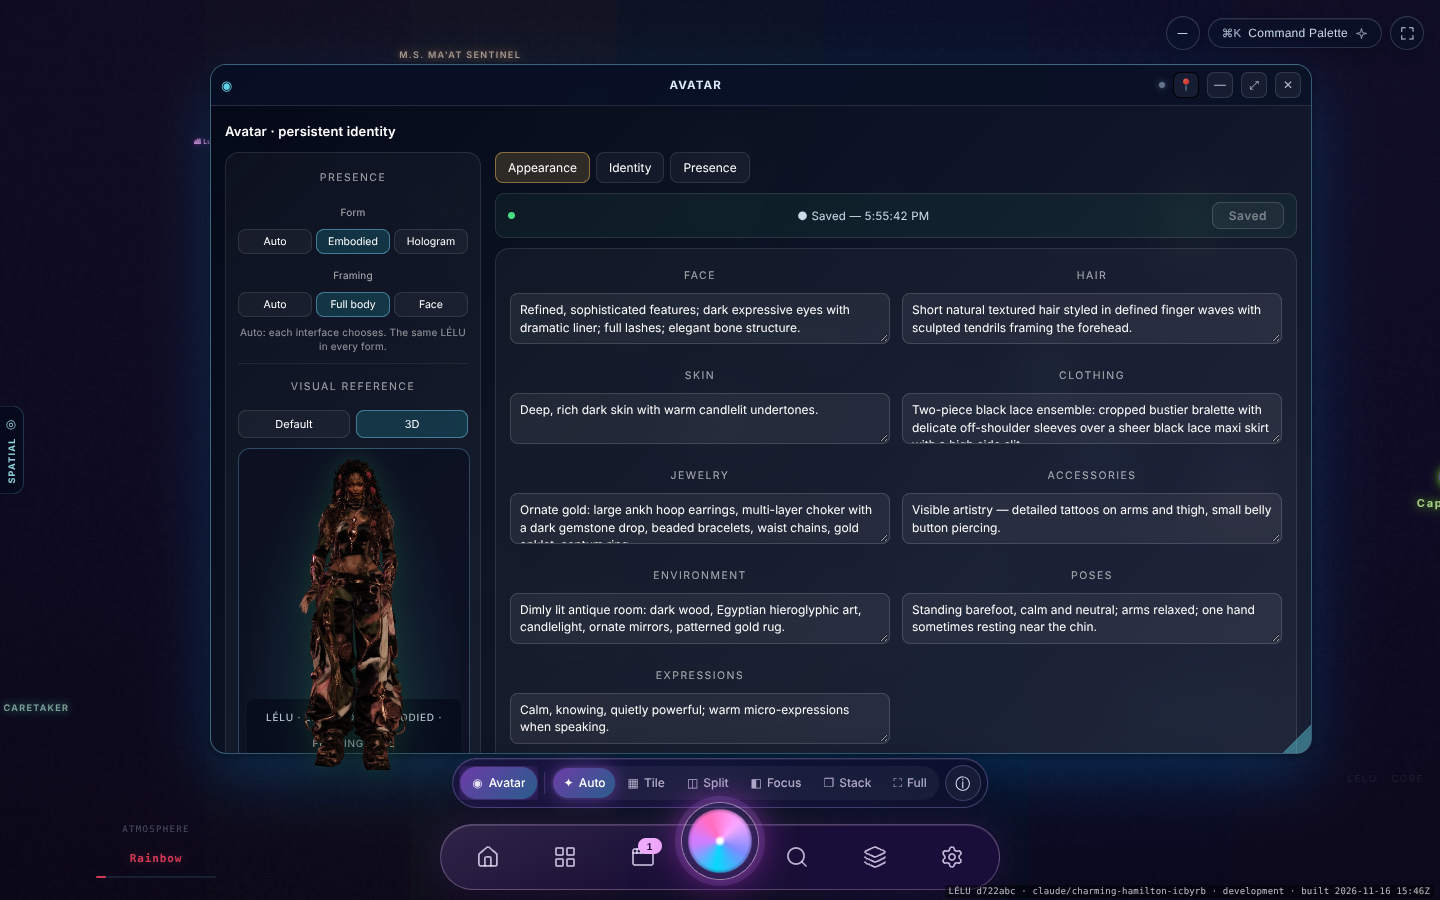 ⌘K Command Palette
M.S. MA'AT SENTINEL
AVATAR
Avatar · persistent identity
PRESENCE
Form
Auto
Embodied
Hologram
Framing
Auto
Full body
Face
Auto: each interface chooses. The same LÉLU
in every form.
VISUAL REFERENCE
Default
3D
LÉLU ·
ODIED ·
Appearance
Identity
Presence
Saved — 5:55:42 PM
Saved
FACE
Refined, sophisticated features; dark expressive eyes with
dramatic liner; full lashes; elegant bone structure.
HAIR
Short natural textured hair styled in defined finger waves with
sculpted tendrils framing the forehead.
SKIN
Deep, rich dark skin with warm candlelit undertones.
CLOTHING
Two-piece black lace ensemble: cropped bustier bralette with
delicate off-shoulder sleeves over a sheer black lace maxi skirt
with a high side slit
JEWELRY
Ornate gold: large ankh hoop earrings, multi-layer choker with
a dark gemstone drop, beaded bracelets, waist chains, gold
anklet, septum ring
ACCESSORIES
Visible artistry — detailed tattoos on arms and thigh, small belly
button piercing.
ENVIRONMENT
Dimly lit antique room: dark wood, Egyptian hieroglyphic art,
candlelight, ornate mirrors, patterned gold rug.
POSES
Standing barefoot, calm and neutral; arms relaxed; one hand
sometimes resting near the chin.
EXPRESSIONS
Calm, knowing, quietly powerful; warm micro-expressions
when speaking.
SPATIAL
Cap
CARETAKER
LÉLU · CORE
Avatar
Auto
Tile
Split
Focus
Stack
Full
ATMOSPHERE
Rainbow
1
LÉLU d722abc · claude/charming-hamilton-icbyrb · development · built 2026-11-16 15:46Z